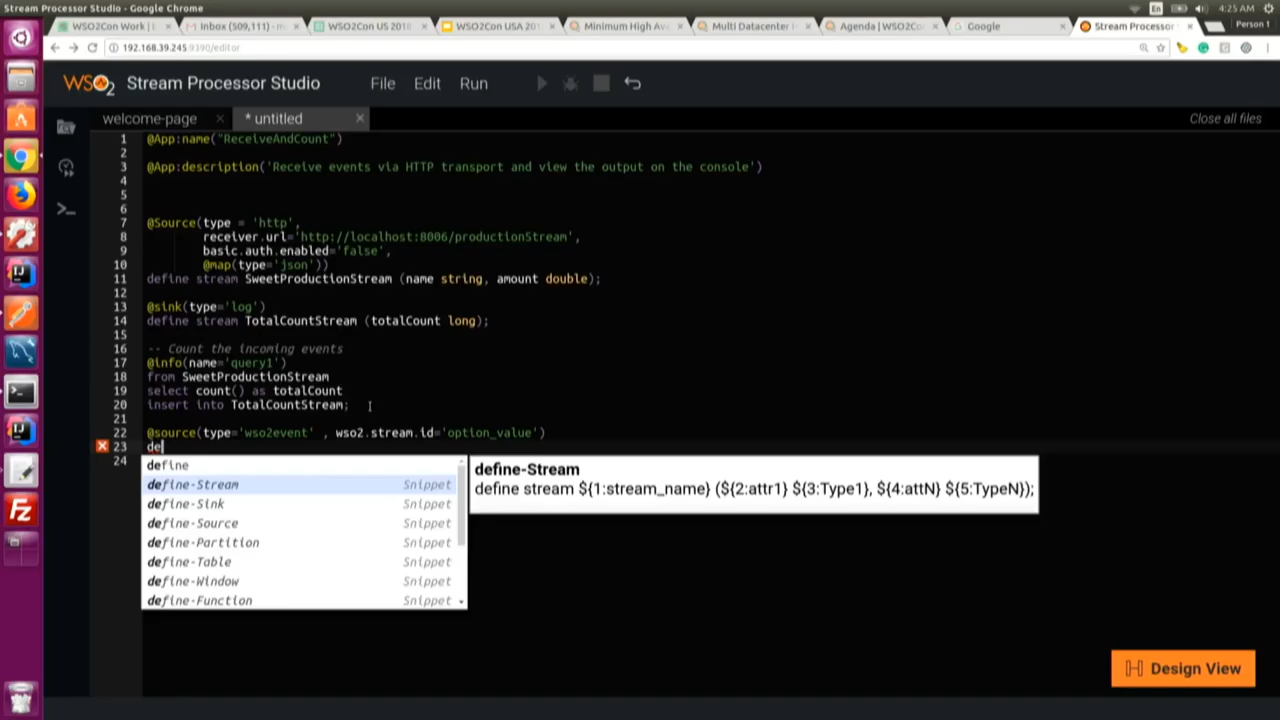 Stream Processor Studio - Google Chrome
En 4:25 AM
WSO2Con Work | Inbox (509,111) - m WSO2Con US 2018 WSO2Con USA 201 Minimum High Av Multi Datacenter Agenda | WSO2Co Google Stream Processor Person 1
192.168.39.245:9390/editor
WSO2 Stream Processor Studio File Edit Run
welcome-page * untitled Close all files
1 @App:name("ReceiveAndCount")
2
3 @App:description('Receive events via HTTP transport and view the output on the console')
4
5
6
7 @Source(type = 'http',
8 receiver.url='http://localhost:8006/productionStream',
9 basic.auth.enabled='false',
10 @map(type='json'))
11 define stream SweetProductionStream (name string, amount double);
12
13 @sink(type='log')
14 define stream TotalCountStream (totalCount long);
15
16 -- Count the incoming events
17 @info(name='query1')
18 from SweetProductionStream
19 select count() as totalCount
20 insert into TotalCountStream;
21
22 @source(type='wso2event' , wso2.stream.id='option_value')
23 de
24
define
define-Stream Snippet
define-Sink Snippet
define-Source Snippet
define-Partition Snippet
define-Table Snippet
define-Window Snippet
define-Function Snippet
define-Stream
define stream ${1:stream_name} (${2:attr1} ${3:Type1}, ${4:attN} ${5:TypeN});
Design View